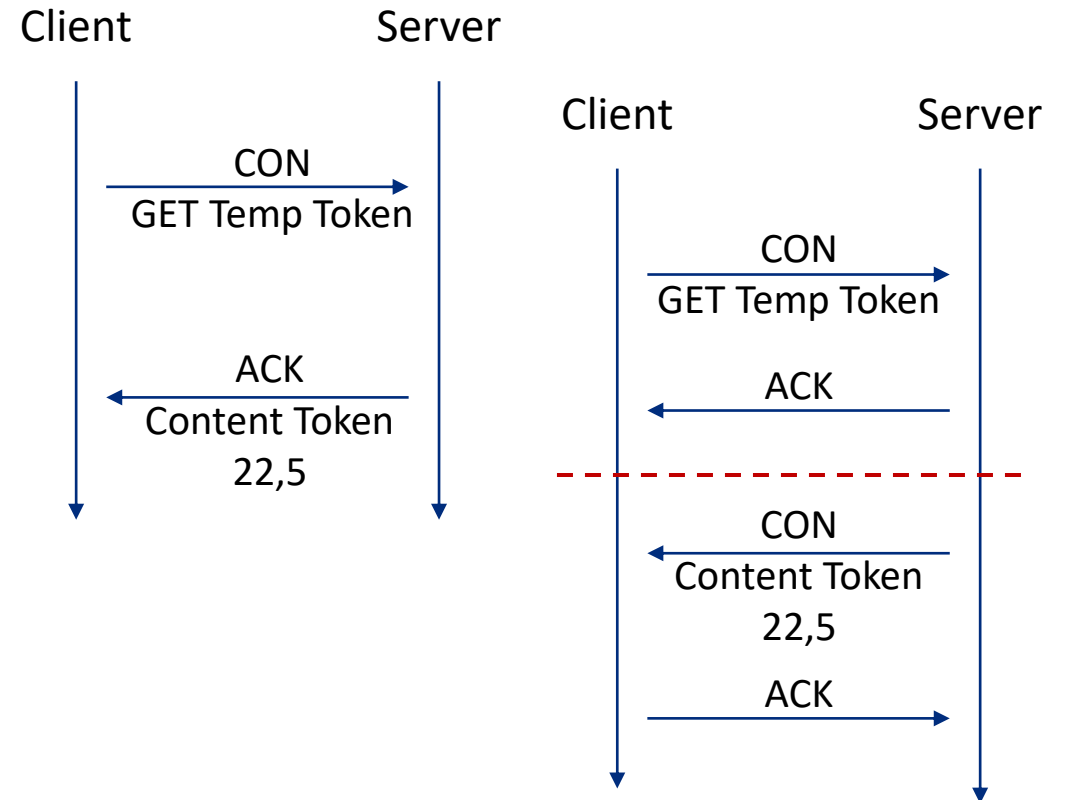 Client
Server
CON
GET Temp Token
ACK
Content Token
22,5
Client
Server
CON
GET Temp Token
ACK
CON
Content Token
22,5
ACK